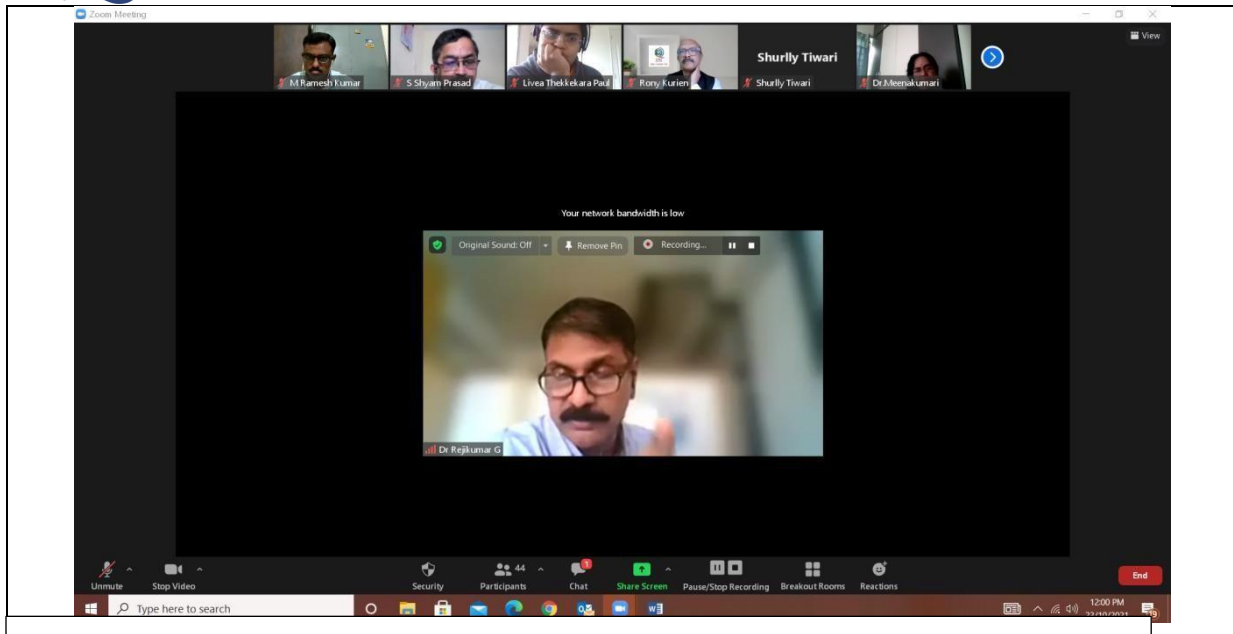 Zoom Meeting
View
Shurlly Tiwari
M Ramesh Kumar
S Shyam Prasad
Livea Thekkekara Paul
Rony Kurien
Shurlly Tiwari
Dr.Meenakumari
Your network bandwidth is low
Original Sound: Off
Remove Pin
Recording...
Dr Rejikumar G
44
1
Unmute
Stop Video
Security
Participants
Chat
Share Screen
Pause/Stop Recording
Breakout Rooms
Reactions
End
Type here to search
12:00 PM